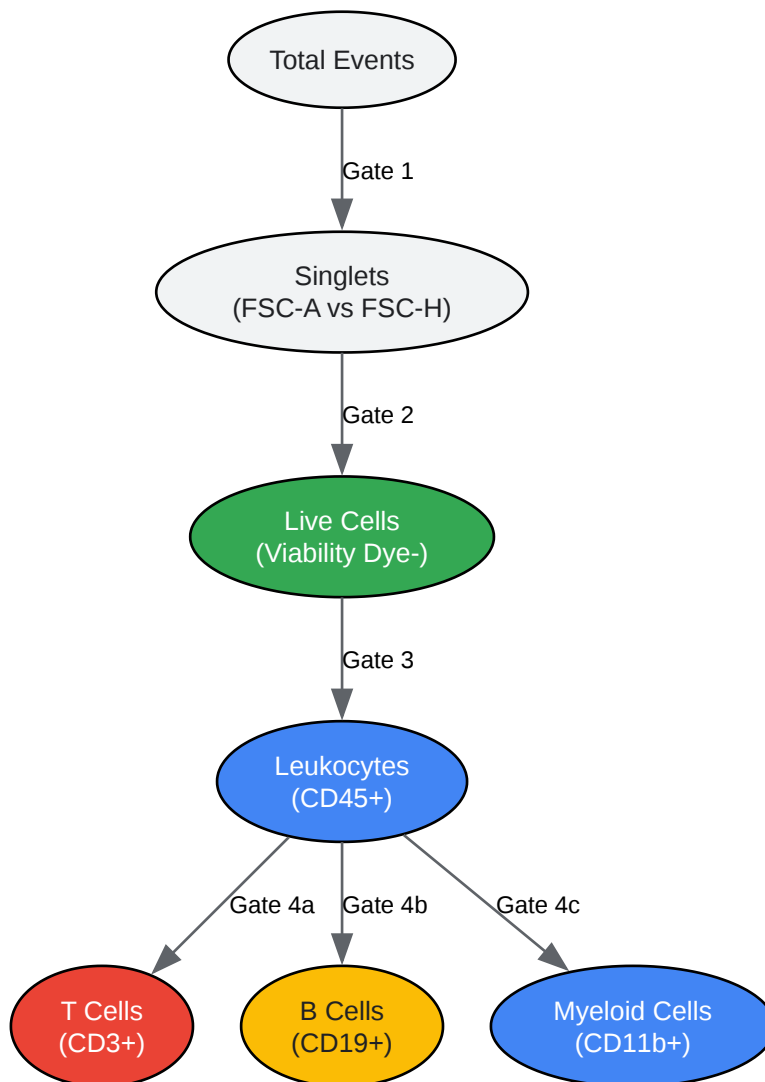 Total Events
Gate 1
Singlets
(FSC-A vs FSC-H)
Gate 2
Live Cells
(Viability Dye-)
Gate 3
Leukocytes
(CD45+)
Gate 4a
Gate 4b
Gate 4c
T Cells
(CD3+)
B Cells
(CD19+)
Myeloid Cells
(CD11b+)